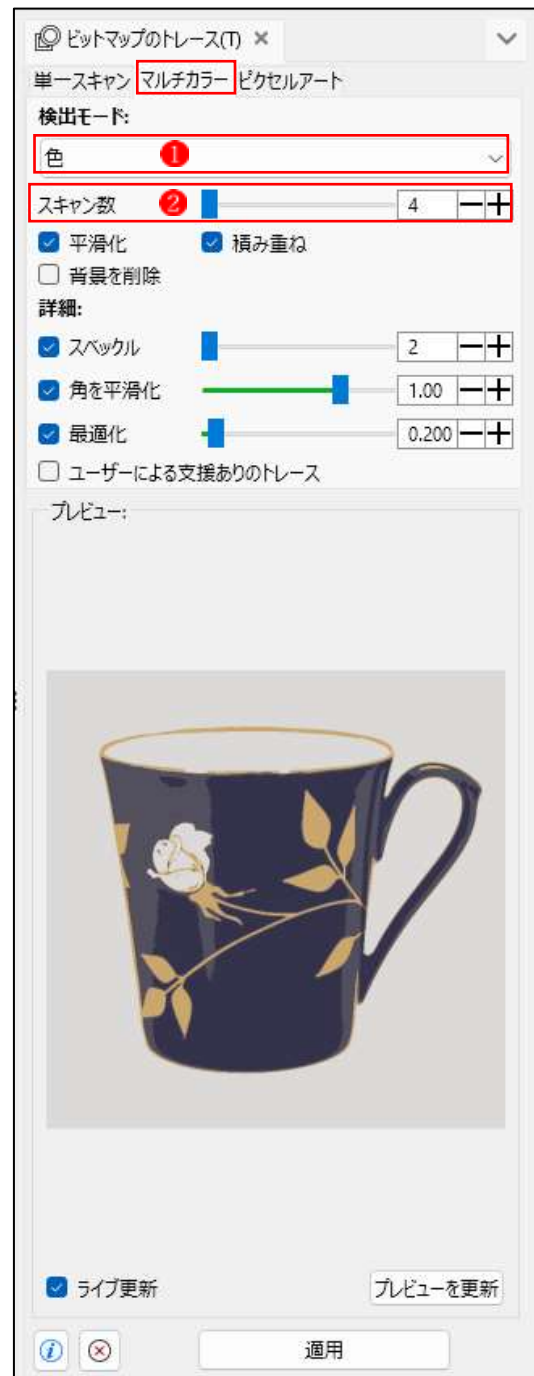 ビットマップのトレース(T)
単一スキャン マルチカラー ピクセルアート
検出モード:
色 1
スキャン数 2 4
平滑化 積み重ね
背景を削除
詳細:
スペックル 2
角を平滑化 1.00
最適化 0.200
ユーザーによる支援ありのトレース
プレビュー:
ライブ更新 プレビューを更新
適用